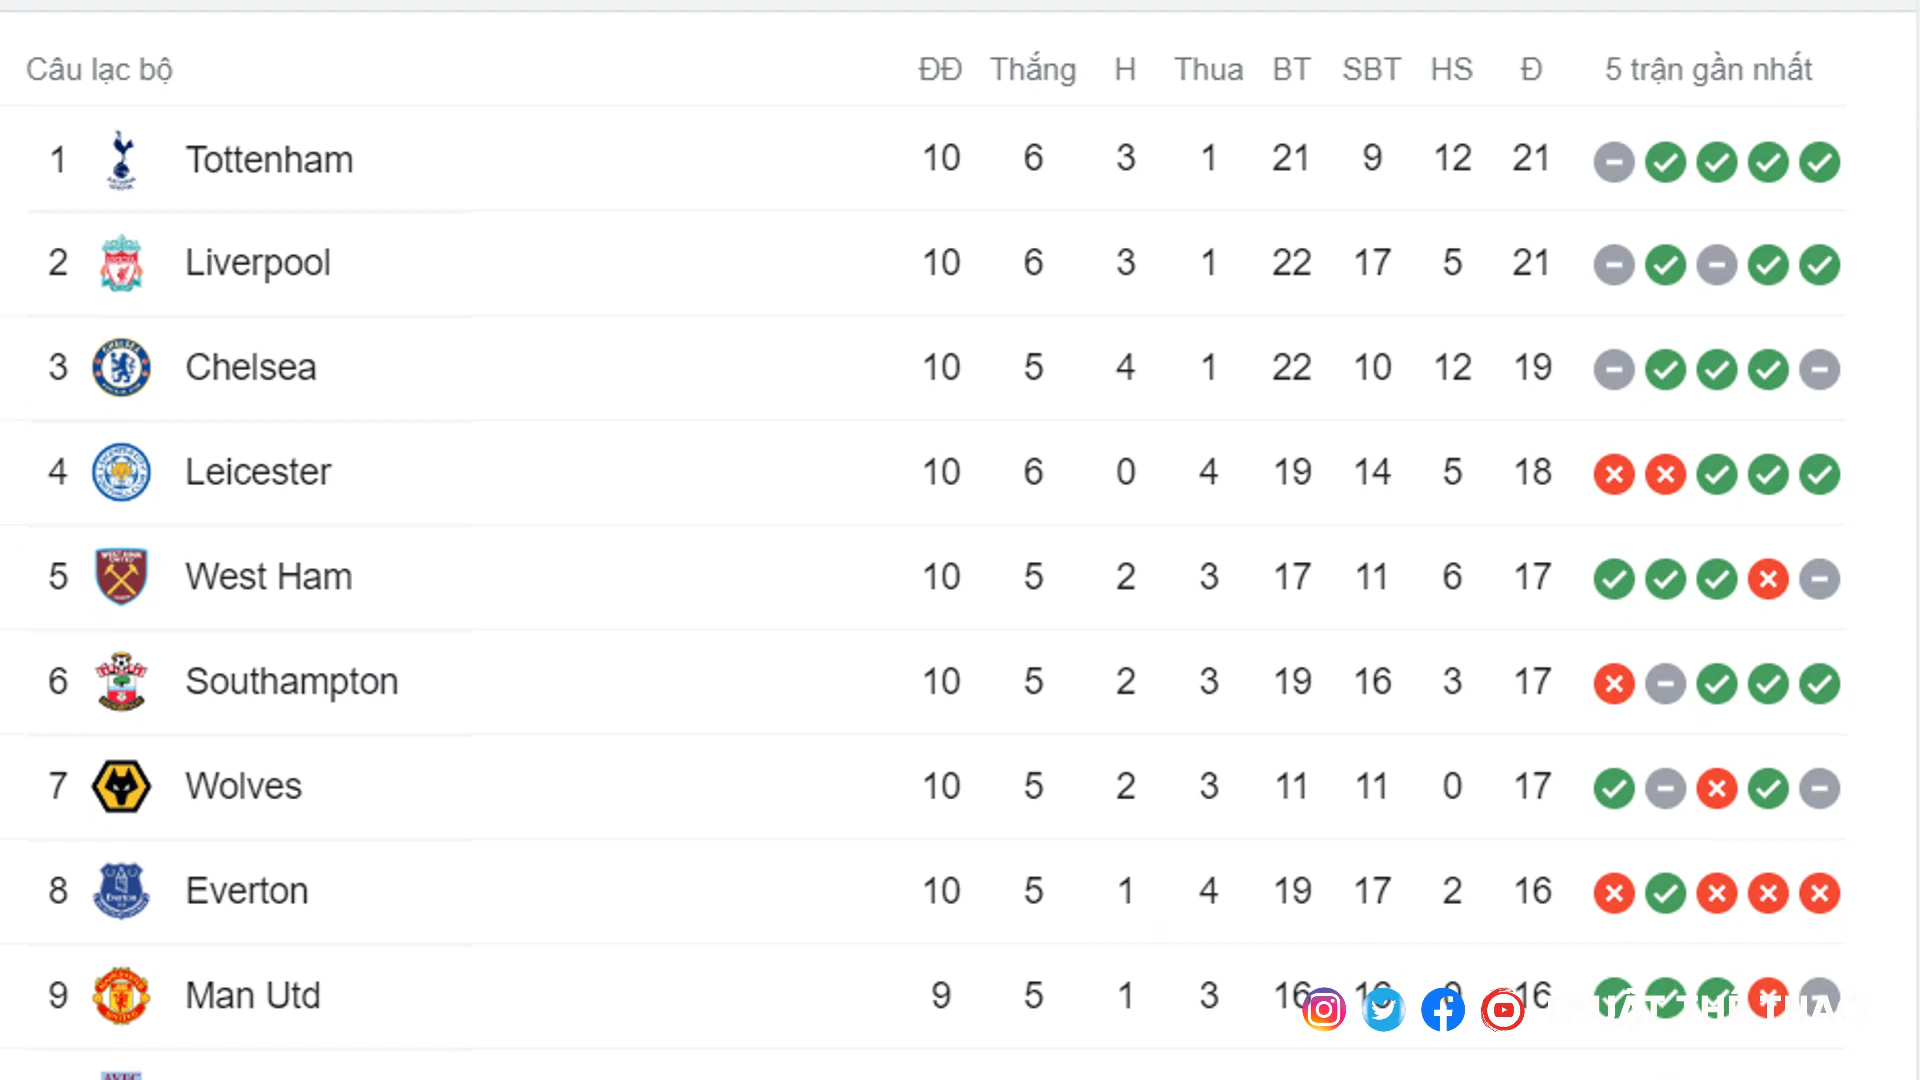 Câu lạc bộ ĐĐ Thắng H Thua BT SBT HS Đ 5 trận gần nhất
1 Tottenham 10 6 3 1 21 9 12 21
2 Liverpool 10 6 3 1 22 17 5 21
3 Chelsea 10 5 4 1 22 10 12 19
4 Leicester 10 6 0 4 19 14 5 18
5 West Ham 10 5 2 3 17 11 6 17
6 Southampton 10 5 2 3 19 16 3 17
7 Wolves 10 5 2 3 11 11 0 17
8 Everton 10 5 1 4 19 17 2 16
9 Man Utd 9 5 1 3 16 16 0 16
THUẬT THỂ THAO